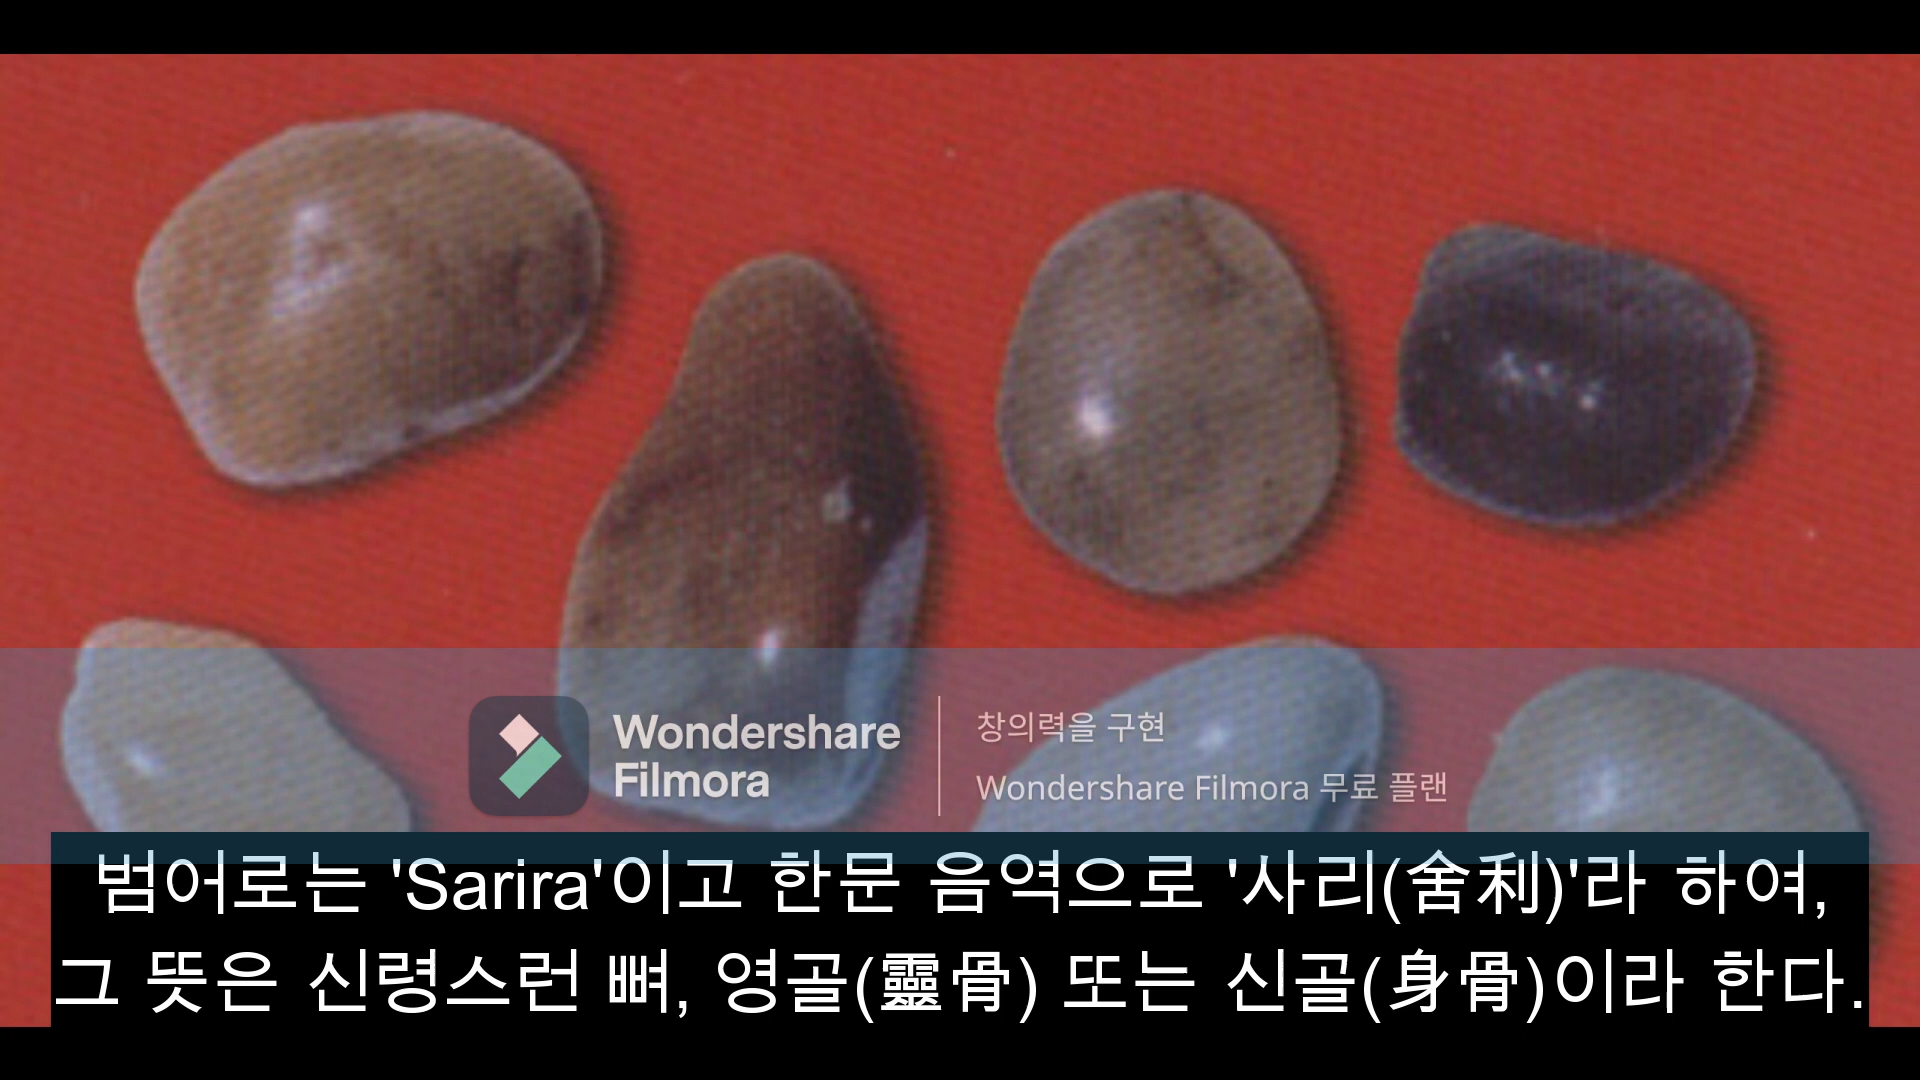 Wondershare
Filmora
창의력을 구현
Wondershare Filmora 무료 플랜
범어로는 'Sarira'이고 한문 음역으로 '사리(舍利)'라 하여,
그 뜻은 신령스런 뼈, 영골(靈骨) 또는 신골(身骨)이라 한다.